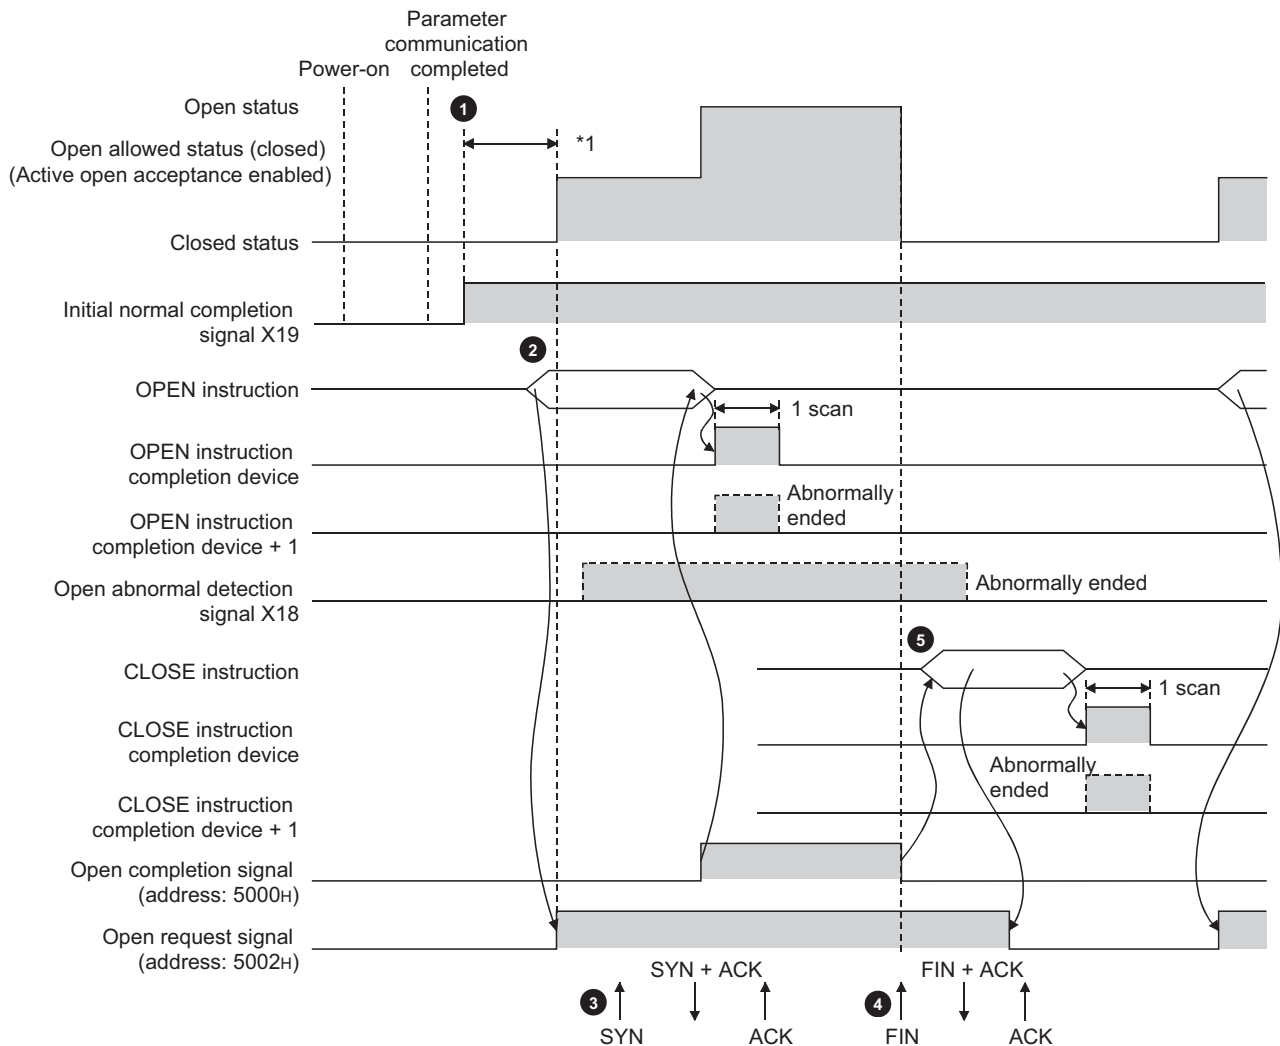 Parameter
communication
Power-on completed
Open status
1
*1
Open allowed status (closed)
(Active open acceptance enabled)
Closed status
Initial normal completion
signal X19
2
OPEN instruction
1 scan
OPEN instruction
completion device
Abnormally
ended
OPEN instruction
completion device + 1
Open abnormal detection
signal X18
Abnormally ended
5
CLOSE instruction
1 scan
CLOSE instruction
completion device
Abnormally
ended
CLOSE instruction
completion device + 1
Open completion signal
(address: 5000H)
Open request signal
(address: 5002H)
SYN + ACK FIN + ACK
3 4
SYN ACK FIN ACK